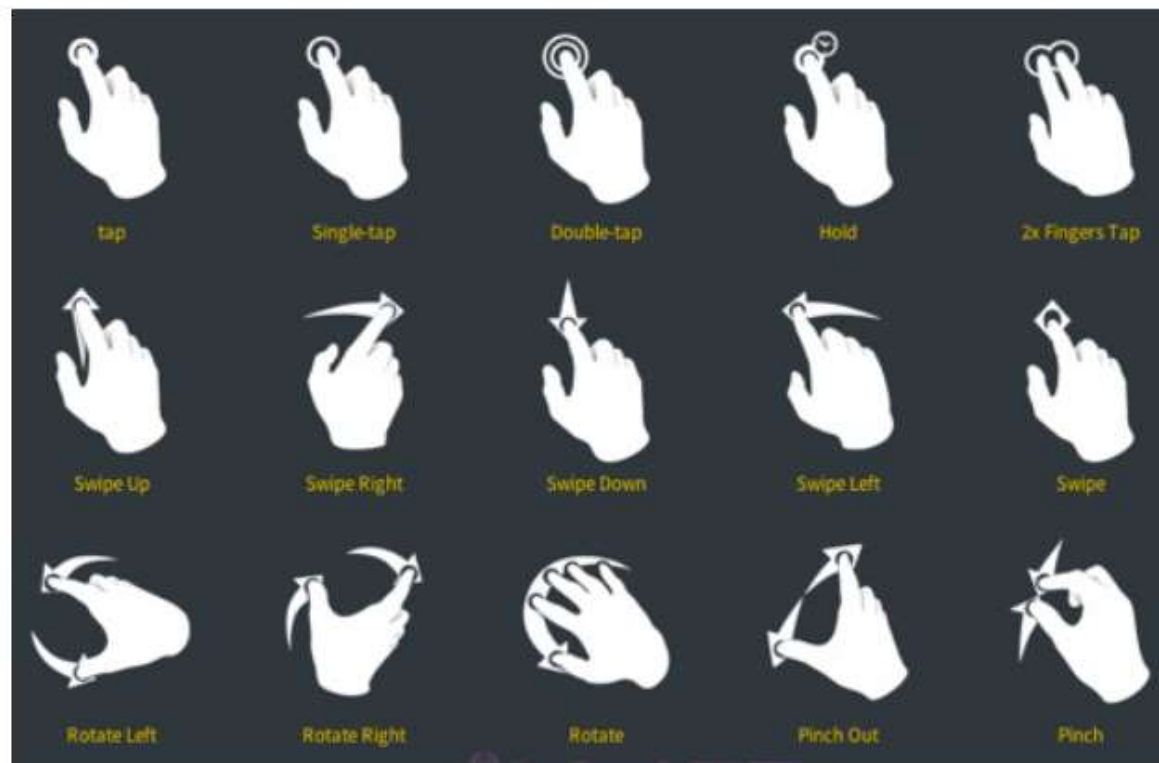 tap
Single-tap
Double-tap
Hold
2x Fingers Tap
Swipe Up
Swipe Right
Swipe Down
Swipe Left
Swipe
Rotate Left
Rotate Right
Rotate
Pinch Out
Pinch